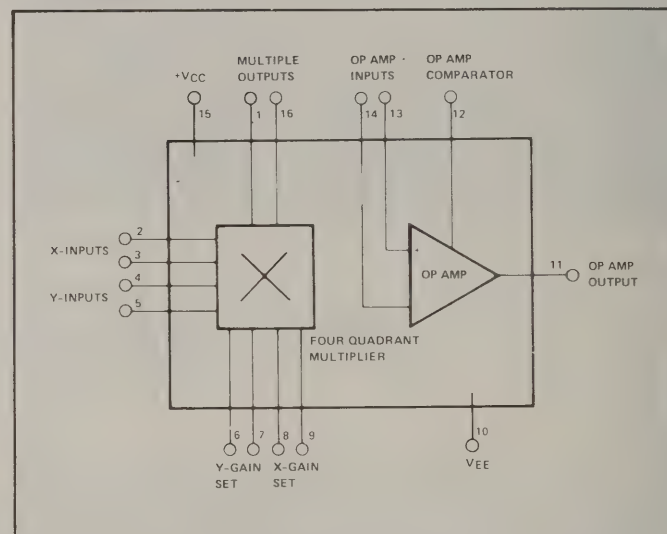 MULTIPLE OUTPUTS
OP AMP · INPUTS
OP AMP COMPARATOR
+VCC
15
1
16
14
13
12
X-INPUTS
2
3
Y-INPUTS
4
5
OP AMP
11
OP AMP OUTPUT
FOUR QUADRANT
MULTIPLIER
6
7
8
9
10
Y-GAIN SET
X-GAIN SET
VEE